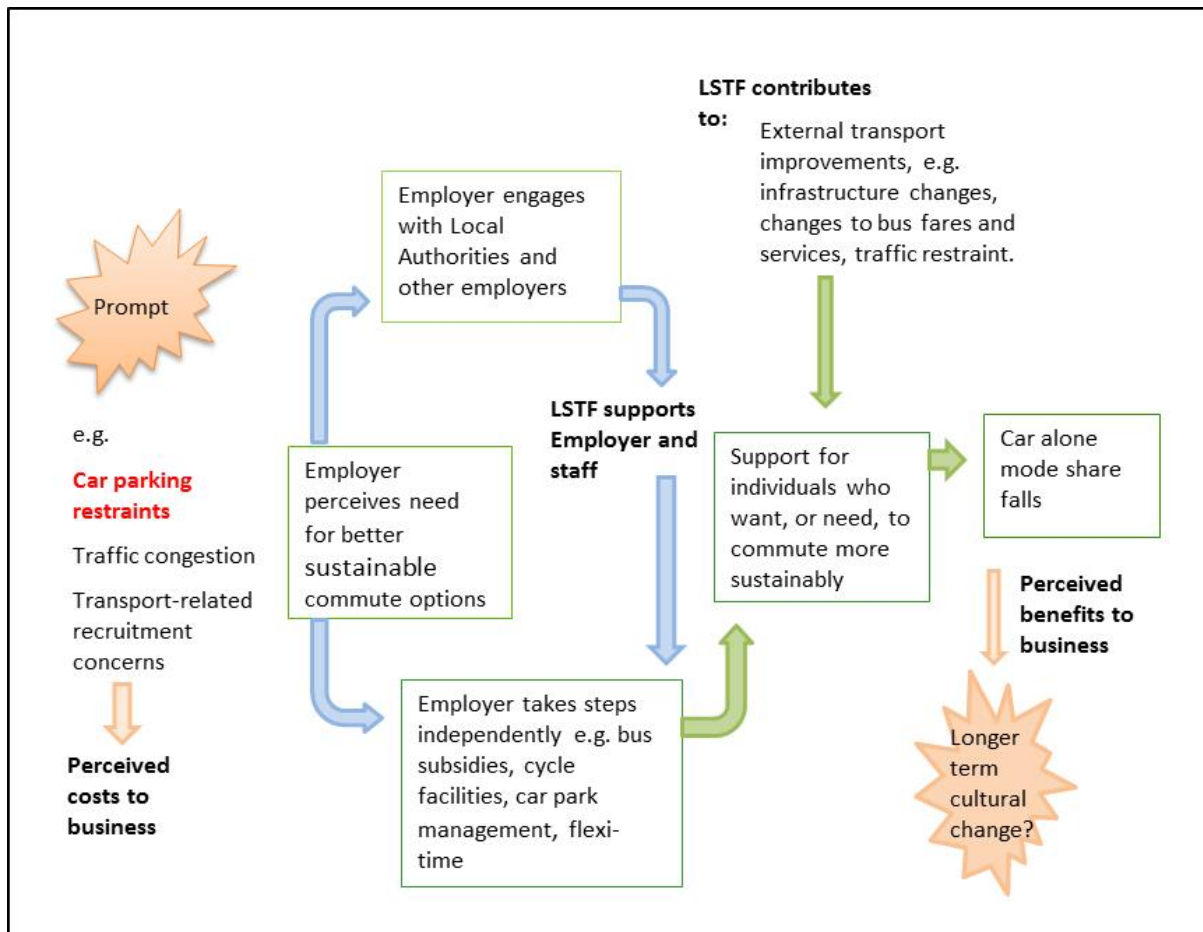 Prompt
e.g.
Car parking
restraints
Traffic congestion
Transport-related
recruitment
concerns
Perceived
costs to
business
Employer
perceives need
for better
sustainable
commute options
Employer engages
with Local
Authorities and
other employers
LSTF supports
Employer and
staff
Employer takes steps
independently e.g. bus
subsidies, cycle
facilities, car park
management, flexi-
time
LSTF contributes
to:
External transport
improvements, e.g.
infrastructure changes,
changes to bus fares and
services, traffic restraint.
Support for
individuals who
want, or need, to
commute more
sustainably
Car alone
mode share
falls
Perceived
benefits to
business
Longer
term
cultural
change?